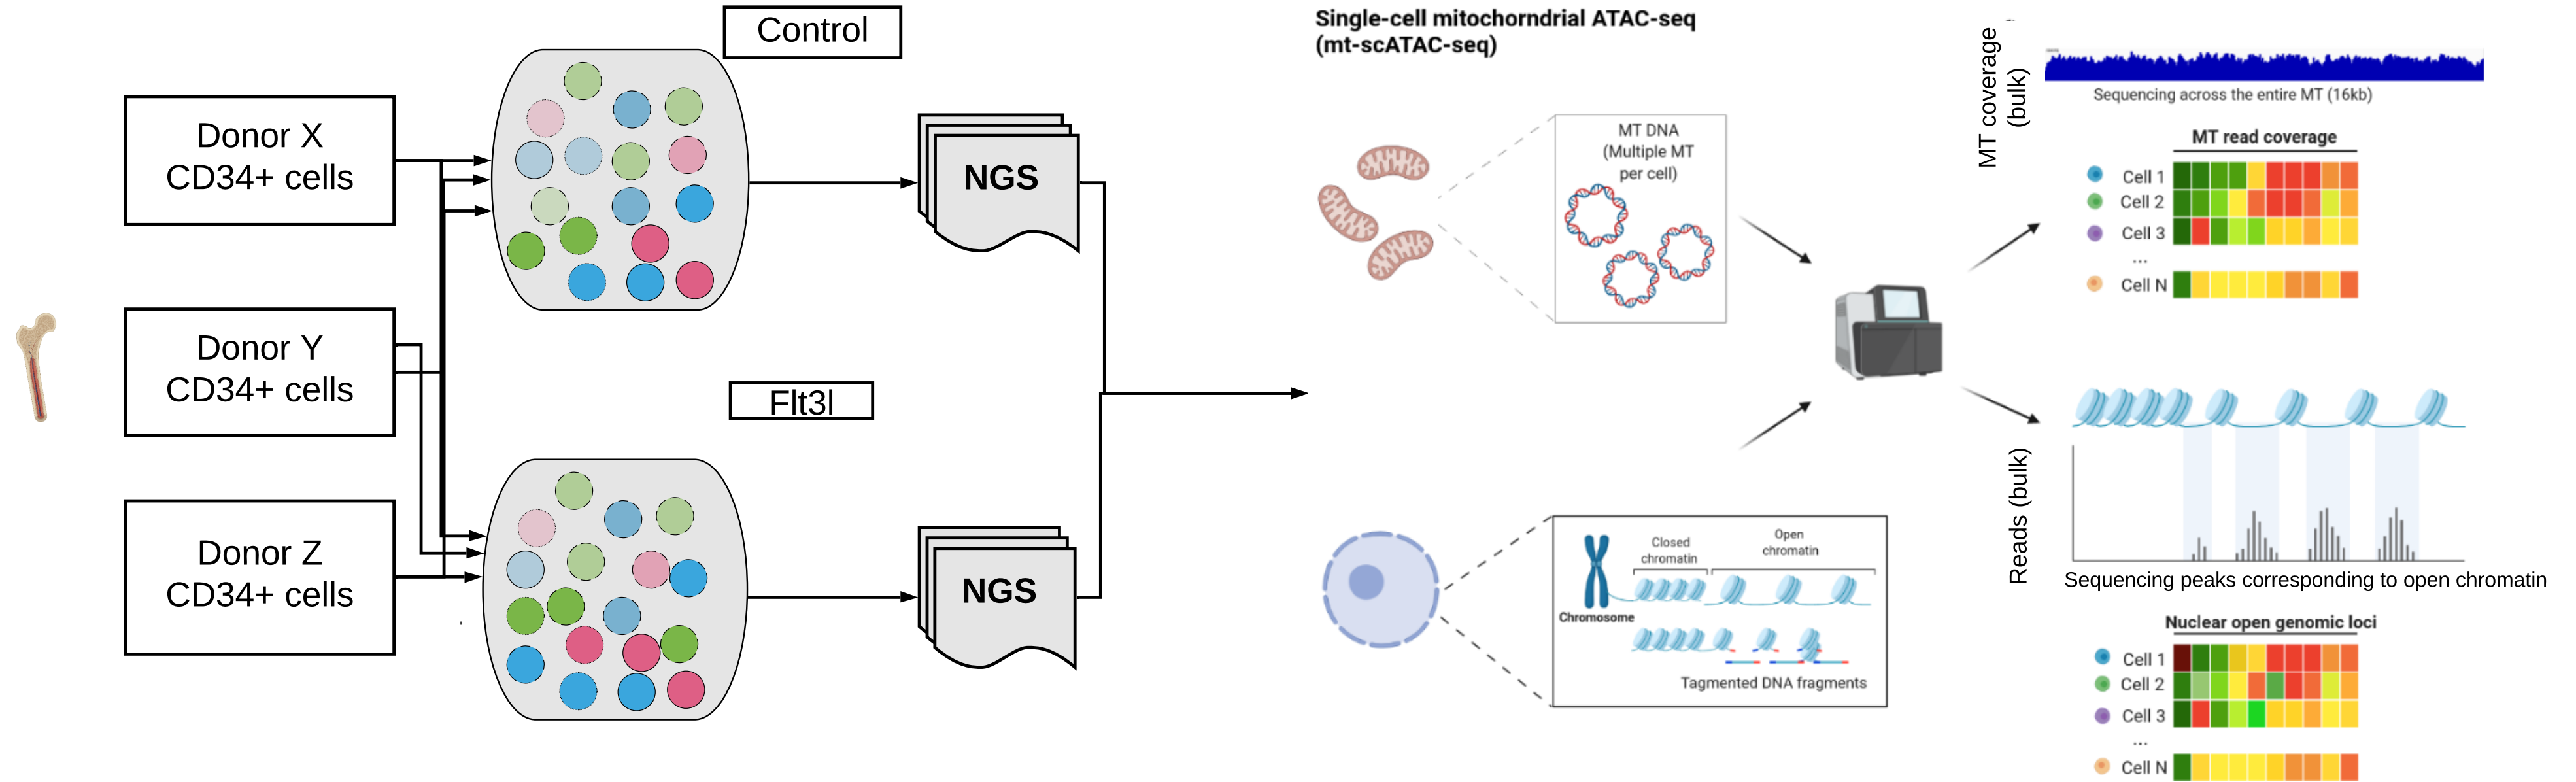 Control
Donor X
CD34+ cells
Donor Y
CD34+ cells
Donor Z
CD34+ cells
NGS
Flt3l
NGS
Single-cell mitochorndrial ATAC-seq
(mt-scATAC-seq)
MT DNA
(Multiple MT
per cell)
Closed
chromatin
Open
chromatin
Chromosome
Tagmented DNA fragments
MT coverage
(bulk)
Sequencing across the entire MT (16kb)
MT read coverage
Cell 1
Cell 2
Cell 3
...
Cell N
Reads (bulk)
Sequencing peaks corresponding to open chromatin
Nuclear open genomic loci
Cell 1
Cell 2
Cell 3
...
Cell N